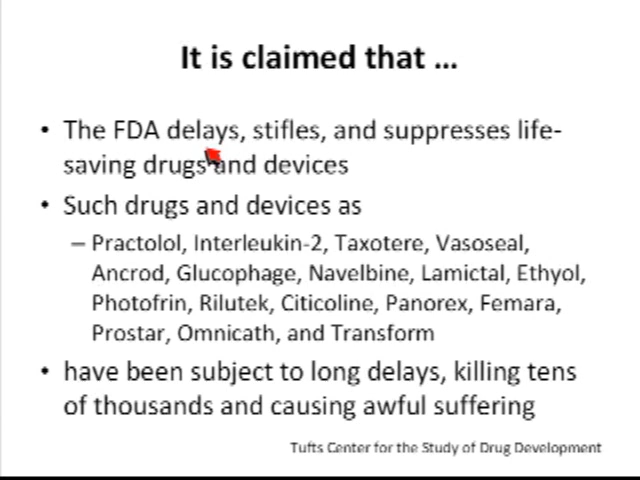 It is claimed that ...
• The FDA delays, stifles, and suppresses life-
saving drugs and devices
• Such drugs and devices as
– Practolol, Interleukin-2, Taxotere, Vasoseal,
Ancrod, Glucophage, Navelbine, Lamictal, Ethyol,
Photofrin, Rilutek, Citicoline, Panorex, Femara,
Prostar, Omnicath, and Transform
• have been subject to long delays, killing tens
of thousands and causing awful suffering
Tufts Center for the Study of Drug Development